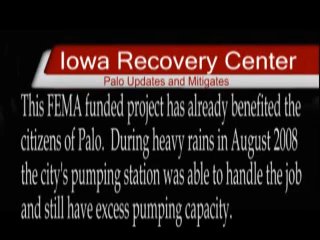 Iowa Recovery Center
Palo Updates and Mitigates
This FEMA funded project has already benefited the
citizens of Palo. During heavy rains in August 2008
the city's pumping station was able to handle the job
and still have excess pumping capacity.